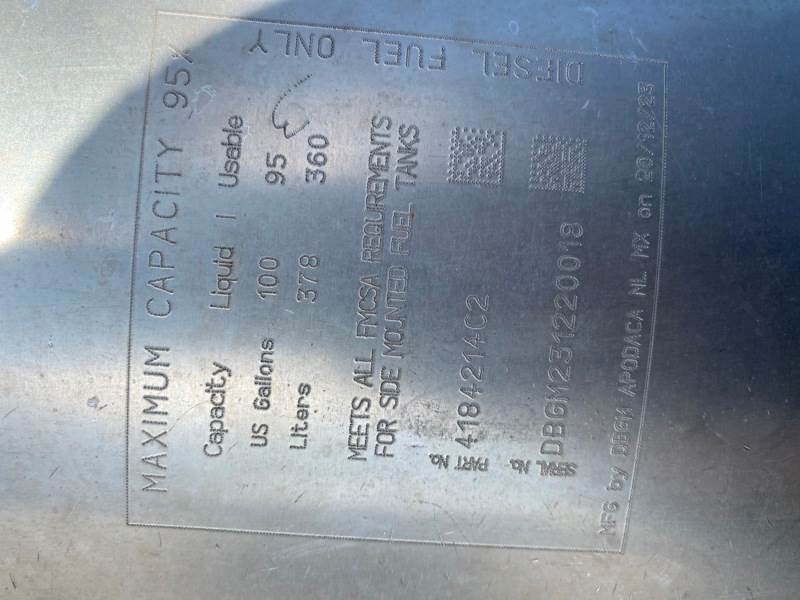 MAXIMUM CAPACITY 95%
Capacity Liquid | Usable
US Gallons 100 95
Liters 378 360
MEETS ALL FMCSA REQUIREMENTS
FOR SIDE MOUNTED FUEL TANKS
PART No. 4184214C2
SERIAL No. DBGM231220018
MFG by DBGM APODACA NL MX on 20/12/23
DIESEL FUEL ONLY